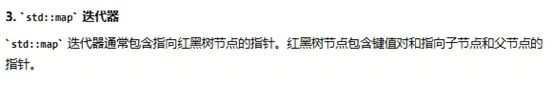 3. `std::map` 迭代器
`std::map` 迭代器通常包含指向红黑树节点的指针。红黑树节点包含键值对和指向子节点和父节点的
指针。